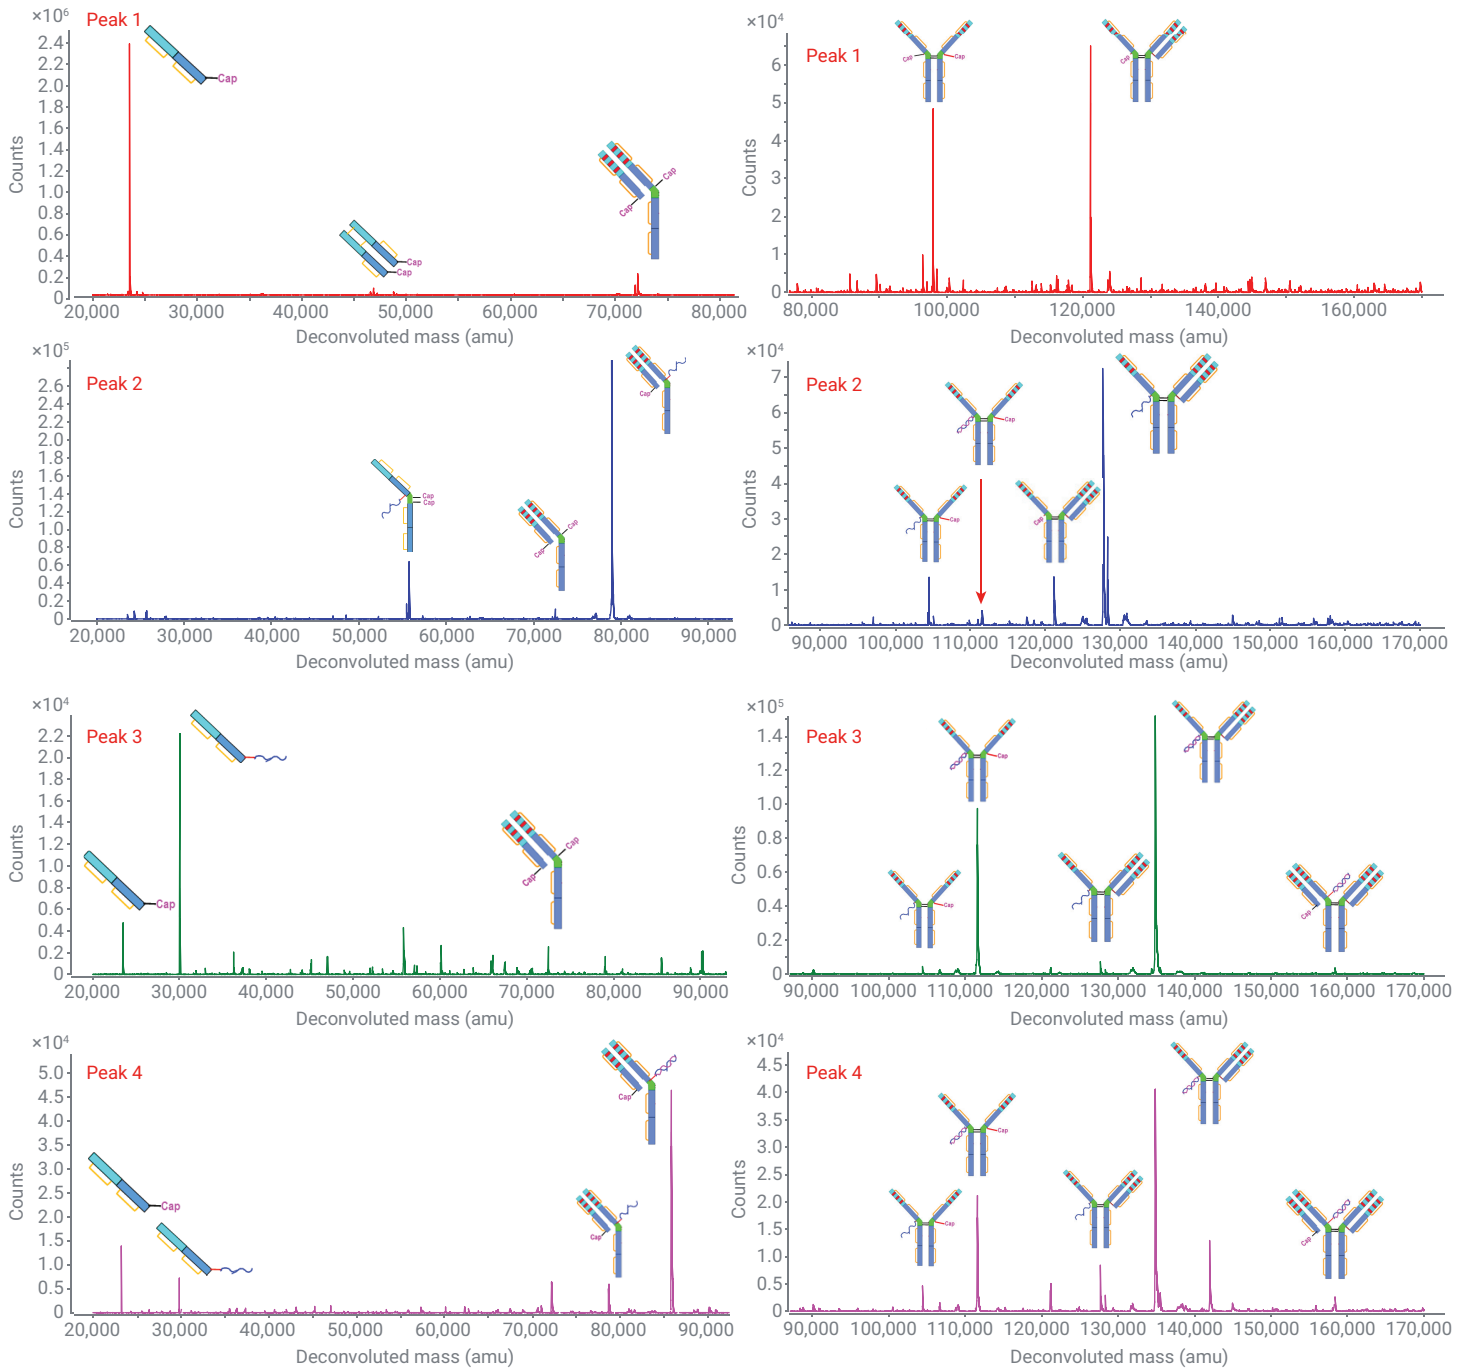 ×10⁶
Peak 1
Cap
Cap
Cap
Cap
Cap
2.4
2.2
2.0
1.8
1.6
1.4
1.2
1.0
0.8
0.6
0.4
0.2
0
Counts
20,000 30,000 40,000 50,000 60,000 70,000 80,000
Deconvoluted mass (amu)
×10⁴
Peak 1
Cap Cap
Cap
6
5
4
3
2
1
0
Counts
80,000 100,000 120,000 140,000 160,000
Deconvoluted mass (amu)
×10⁵
Peak 2
Cap
Cap
Cap
Cap
Cap
2.6
2.4
2.2
2.0
1.8
1.6
1.4
1.2
1.0
0.8
0.6
0.4
0.2
0
Counts
20,000 30,000 40,000 50,000 60,000 70,000 80,000 90,000
Deconvoluted mass (amu)
×10⁴
Peak 2
Cap
Cap
Cap
7
6
5
4
3
2
1
0
Counts
90,000 100,000 110,000 120,000 130,000 140,000 150,000 160,000 170,000
Deconvoluted mass (amu)
×10⁴
Peak 3
Cap
Cap
Cap
2.2
2.0
1.8
1.6
1.4
1.2
1.0
0.8
0.6
0.4
0.2
0
Counts
20,000 30,000 40,000 50,000 60,000 70,000 80,000 90,000
Deconvoluted mass (amu)
×10⁵
Peak 3
Cap
Cap
Cap
1.4
1.2
1.0
0.8
0.6
0.4
0.2
0
Counts
90,000 100,000 110,000 120,000 130,000 140,000 150,000 160,000 170,000
Deconvoluted mass (amu)
×10⁴
Peak 4
Cap
Cap
Cap
5.0
4.5
4.0
3.5
3.0
2.5
2.0
1.5
1.0
0.5
0
Counts
20,000 30,000 40,000 50,000 60,000 70,000 80,000 90,000
Deconvoluted mass (amu)
×10⁴
Peak 4
Cap
Cap
Cap
4.5
4.0
3.5
3.0
2.5
2.0
1.5
1.0
0.5
0
Counts
90,000 100,000 110,000 120,000 130,000 140,000 150,000 160,000 170,000
Deconvoluted mass (amu)